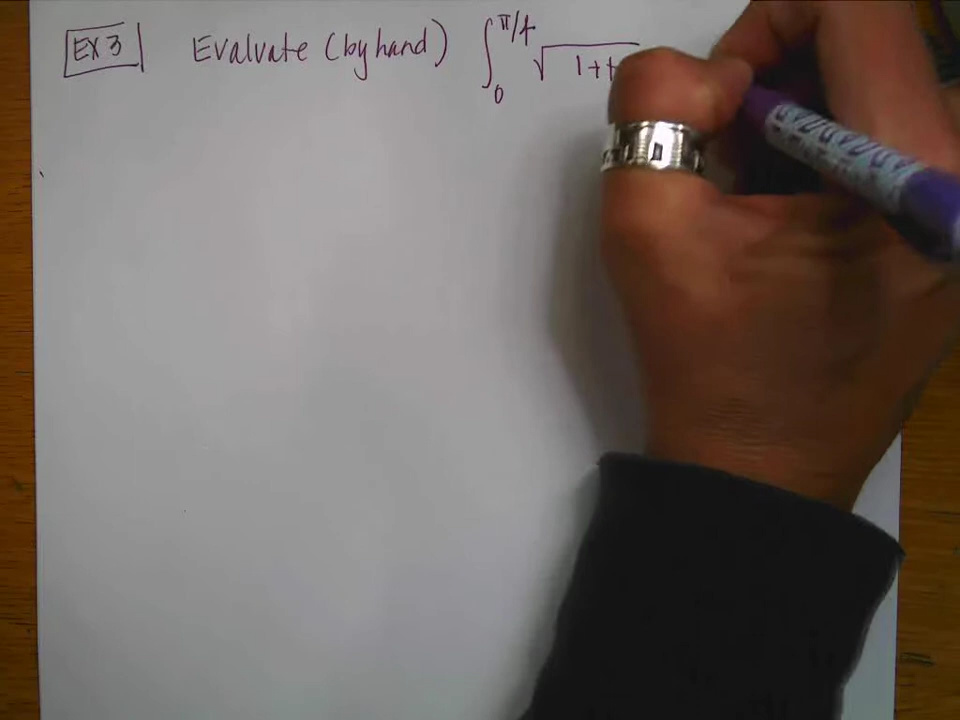 EX 3 Evaluate (by hand) ∫₀^π/4 √1+t